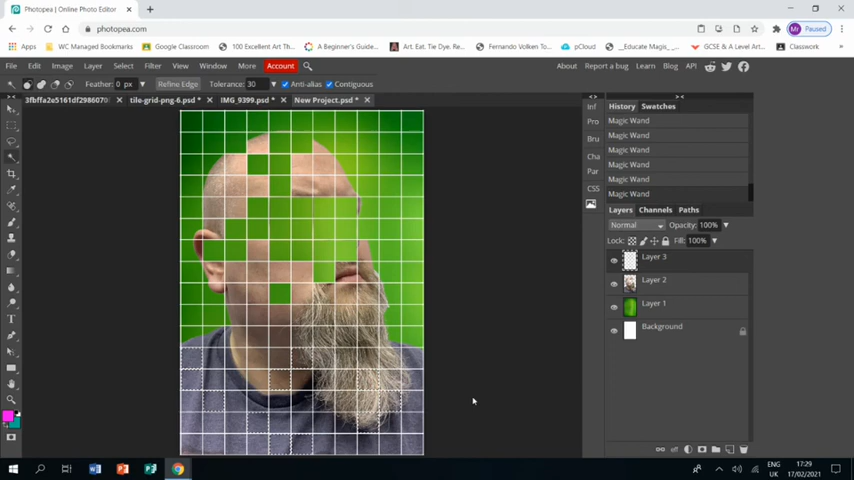 Photopea | Online Photo Editor
photopea.com
Mr Paused
Apps WC Managed Bookmarks Google Classroom 100 Excellent Art Th... A Beginner's Guide... Art. Eat. Tie Dye. Rest... Fernando Volken To... pCloud __Educate Magis_... GCSE & A Level Art... Classwork
File Edit Image Layer Select Filter View Window More Account About Report a bug Learn Blog API
Feather: 0 px Refine Edge Tolerance: 30 Anti-alias Contiguous
tile-grid-png-6.psd * IMG_9399.psd * New Project.psd *
Inf
Pro
Bru
Cha
Par
CSS
History Swatches
Magic Wand
Magic Wand
Magic Wand
Magic Wand
Magic Wand
Magic Wand
Layers Channels Paths
Normal Opacity: 100%
Lock: Fill: 100%
Layer 3
Layer 2
Layer 1
Background
ENG
UK
17:29
17/02/2021